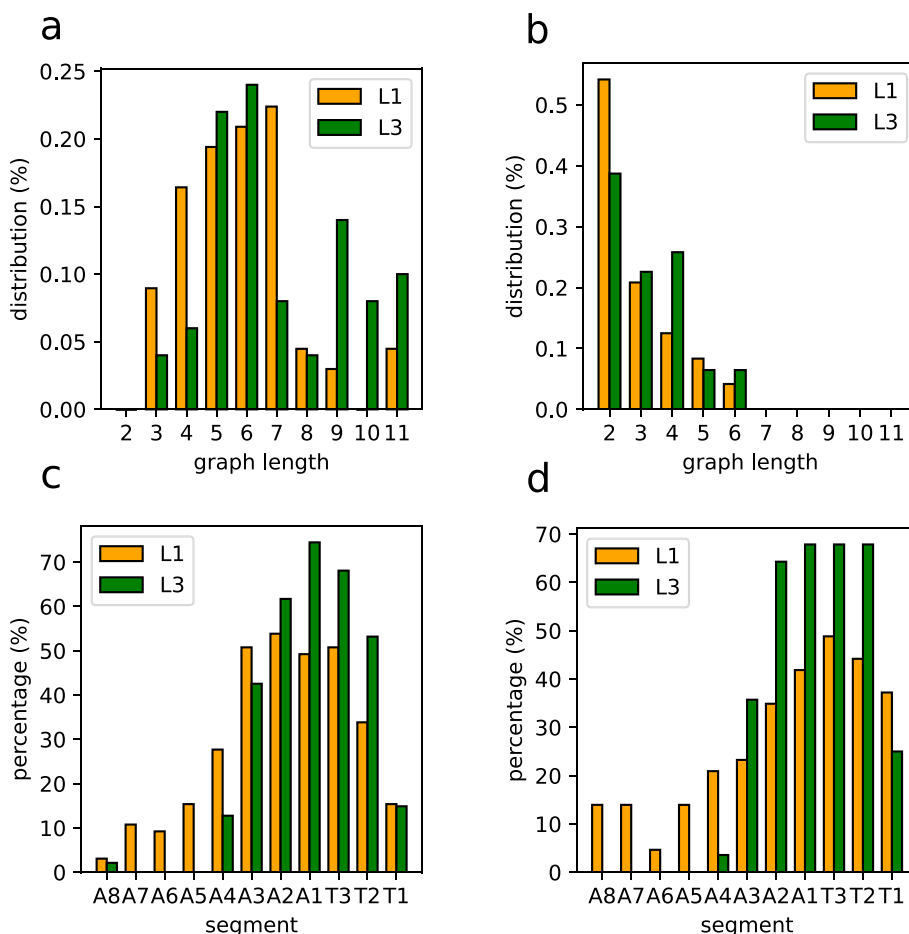 a
0.25
0.20
0.15
0.10
0.05
0.00
distribution (%)
L1
L3
2 3 4 5 6 7 8 9 10 11
graph length
b
0.5
0.4
0.3
0.2
0.1
0.0
distribution (%)
L1
L3
2 3 4 5 6 7 8 9 10 11
graph length
c
70
60
50
40
30
20
10
0
percentage (%)
L1
L3
A8 A7 A6 A5 A4 A3 A2 A1 T3 T2 T1
segment
d
70
60
50
40
30
20
10
0
percentage (%)
L1
L3
A8 A7 A6 A5 A4 A3 A2 A1 T3 T2 T1
segment